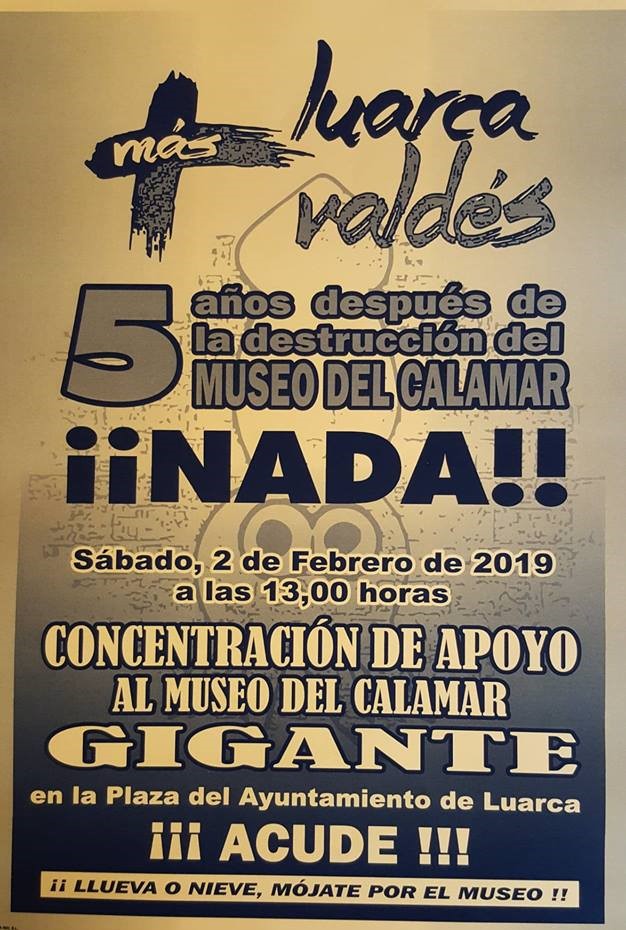 más luarca
valdés
5 años después de
la destrucción del
MUSEO DEL CALAMAR
¡¡NADA!!
Sábado, 2 de Febrero de 2019
a las 13,00 horas
CONCENTRACIÓN DE APOYO
AL MUSEO DEL CALAMAR
GIGANTE
en la Plaza del Ayuntamiento de Luarca
¡¡¡ ACUDE !!!
¡¡ LLUEVA O NIEVE, MÓJATE POR EL MUSEO !!